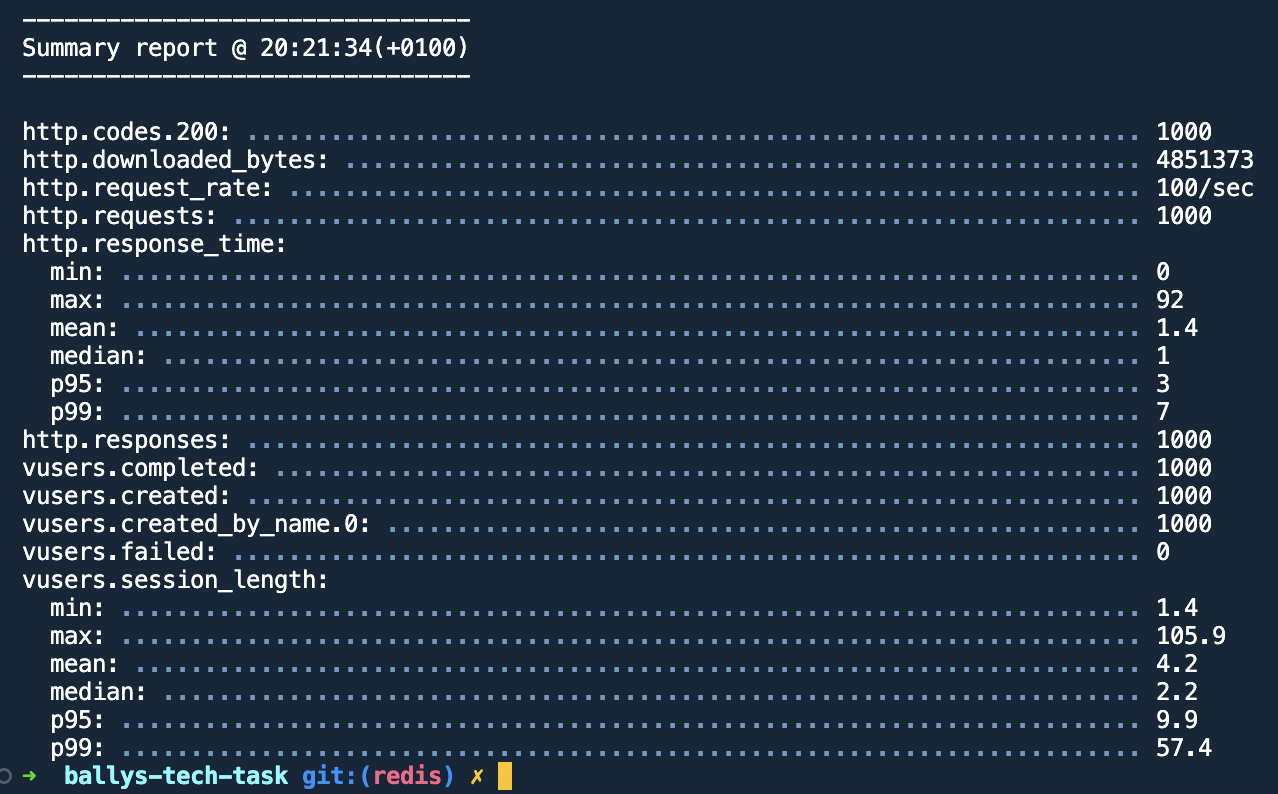 --------------------------------
Summary report @ 20:21:34(+0100)
--------------------------------
http.codes.200: ................................................................ 1000
http.downloaded_bytes: ......................................................... 4851373
http.request_rate: ............................................................. 100/sec
http.requests: ................................................................. 1000
http.response_time:
  min: ......................................................................... 0
  max: ......................................................................... 92
  mean: ........................................................................ 1.4
  median: ...................................................................... 1
  p95: ......................................................................... 3
  p99: ......................................................................... 7
http.responses: ................................................................ 1000
vusers.completed: .............................................................. 1000
vusers.created: ................................................................ 1000
vusers.created_by_name.0: ...................................................... 1000
vusers.failed: ................................................................. 0
vusers.session_length:
  min: ......................................................................... 1.4
  max: ......................................................................... 105.9
  mean: ........................................................................ 4.2
  median: ...................................................................... 2.2
  p95: ......................................................................... 9.9
  p99: ......................................................................... 57.4
○ ➜  ballys-tech-task git:(redis) ✗